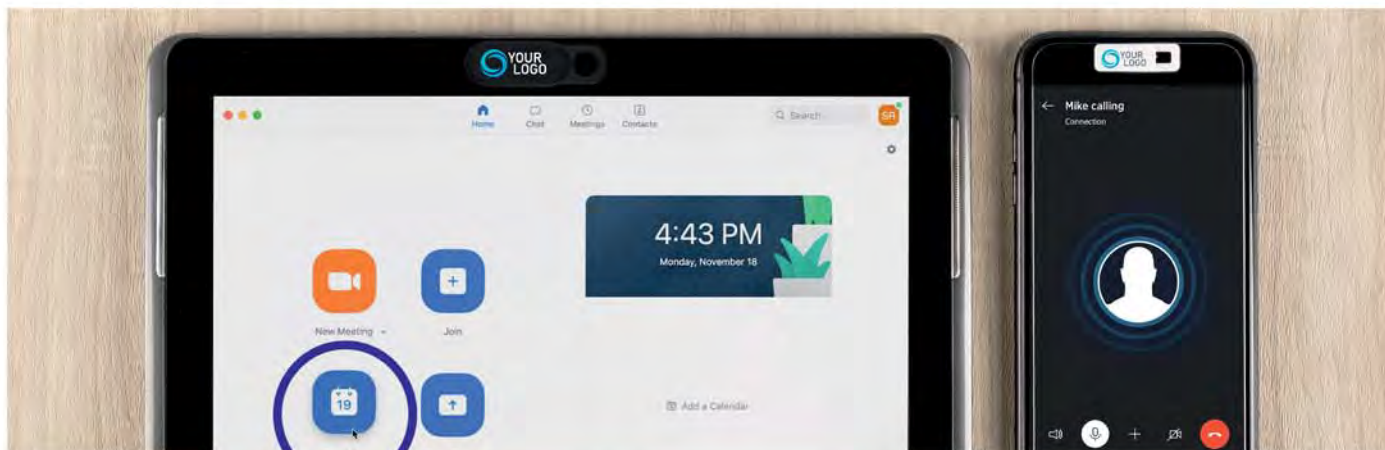 YOUR
LOGO
Home
Chat
Meetings
Contacts
Search
SA
4:43 PM
Monday, November 18
New Meeting
Join
19
Add a Calendar
YOUR
LOGO
Mike calling
Connection